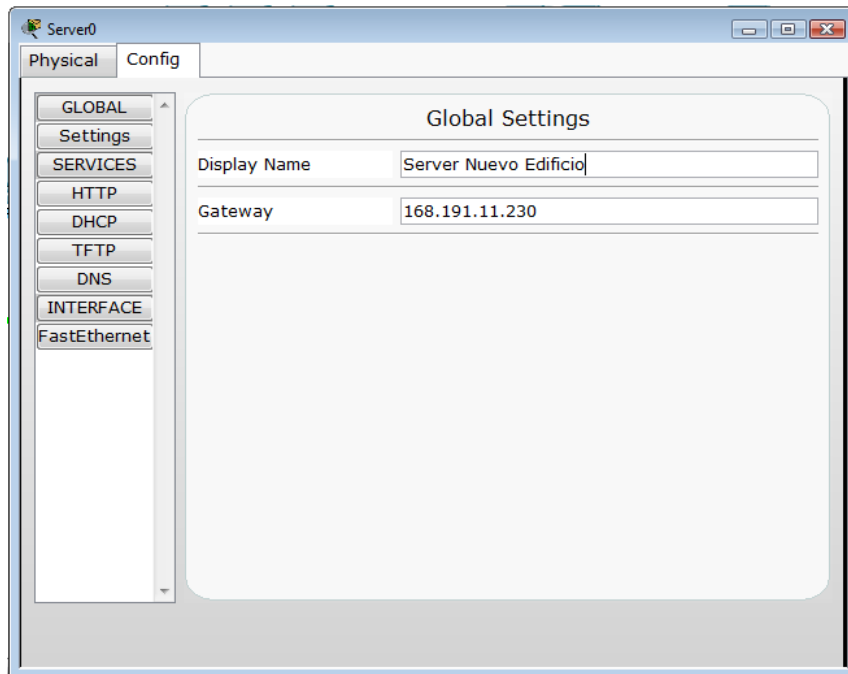 Server0
Physical Config
GLOBAL
Settings
SERVICES
HTTP
DHCP
TFTP
DNS
INTERFACE
FastEthernet
Global Settings
Display Name Server Nuevo Edificio
Gateway 168.191.11.230